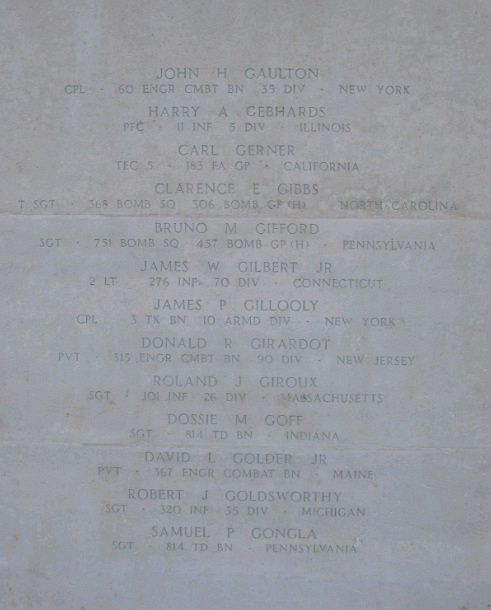 JOHN H GAULTON
CPL · 60 ENGR CMBT BN 35 DIV · NEW YORK
HARRY A GEBHARDS
PFC · 11 INF 5 DIV · ILLINOIS
CARL GERNER
TEC 5 · 183 FA GP · CALIFORNIA
CLARENCE E GIBBS
T SGT · 368 BOMB SQ 306 BOMB GP (H) · NORTH CAROLINA
BRUNO M GIFFORD
SGT · 751 BOMB SQ 457 BOMB GP (H) · PENNSYLVANIA
JAMES W GILBERT JR
2 LT · 276 INF 70 DIV · CONNECTICUT
JAMES P GILLOOLY
CPL · 3 TK BN 10 ARMD DIV · NEW YORK
DONALD R GIRARDOT
PVT · 315 ENGR CMBT BN 90 DIV · NEW JERSEY
ROLAND J GIROUX
SGT · 101 INF 26 DIV · MASSACHUSETTS
DOSSIE M GOFF
SGT · 814 TD BN · INDIANA
DAVID L GOLDER JR
PVT · 367 ENGR COMBAT BN · MAINE
ROBERT J GOLDSWORTHY
SGT · 320 INF 35 DIV · MICHIGAN
SAMUEL P GONGLA
SGT · 814 TD BN · PENNSYLVANIA